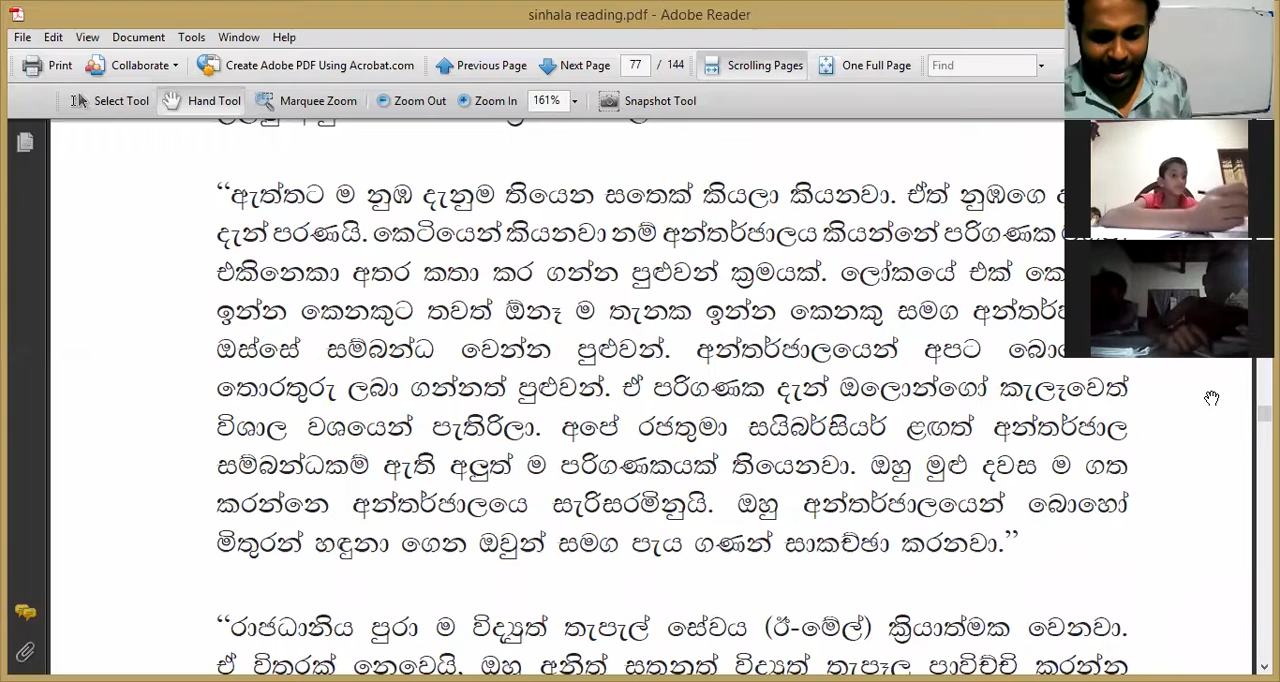 sinhala reading.pdf - Adobe Reader
File Edit View Document Tools Window Help
Print Collaborate Create Adobe PDF Using Acrobat.com Previous Page Next Page 77 / 144 Scrolling Pages One Full Page Find
Select Tool Hand Tool Marquee Zoom Zoom Out Zoom In 161% Snapshot Tool
“ඇත්තට ම නුඹ දැනුම තියෙන සතෙක් කියලා කියනවා. ඒත් නුඹගෙ
දැන් පරණයි. කෙටියෙන් කියනවා නම් අන්තර්ජාලය කියන්නේ පරිගණක
එකිනෙකා අතර කතා කර ගන්න පුළුවන් ක්‍රමයක්. ලෝකයේ එක්
ඉන්න කෙනකුට තවත් ඕනෑ ම තැනක ඉන්න කෙනකු සමග
ඔස්සේ සම්බන්ධ වෙන්න පුළුවන්. අන්තර්ජාලයෙන් අපට
තොරතුරු ලබා ගන්නත් පුළුවන්. ඒ පරිගණක දැන් ඔලොන්ගෝ කැලෑවෙත්
විශාල වශයෙන් පැතිරිලා. අපේ රජතුමා සයිබර්සියර් ළඟත් අන්තර්ජාල
සම්බන්ධකම් ඇති අලුත් ම පරිගණකයක් තියෙනවා. ඔහු මුළු දවස ම ගත
කරන්නෙ අන්තර්ජාලයෙ සැරිසරමිනුයි. ඔහු අන්තර්ජාලයෙන් බොහෝ
මිතුරන් හඳුනා ගෙන ඔවුන් සමග පැය ගණන් සාකච්ඡා කරනවා.”
“රාජධානිය පුරා ම විද්‍යුත් තැපැල් සේවය (ඊ-මේල්) ක්‍රියාත්මක වෙනවා.
ඒ විතරක් නෙවෙයි, ඔහු අනිත් සතුනත් විද්‍යුත් තැපෑල පාවිච්චි කරන්න